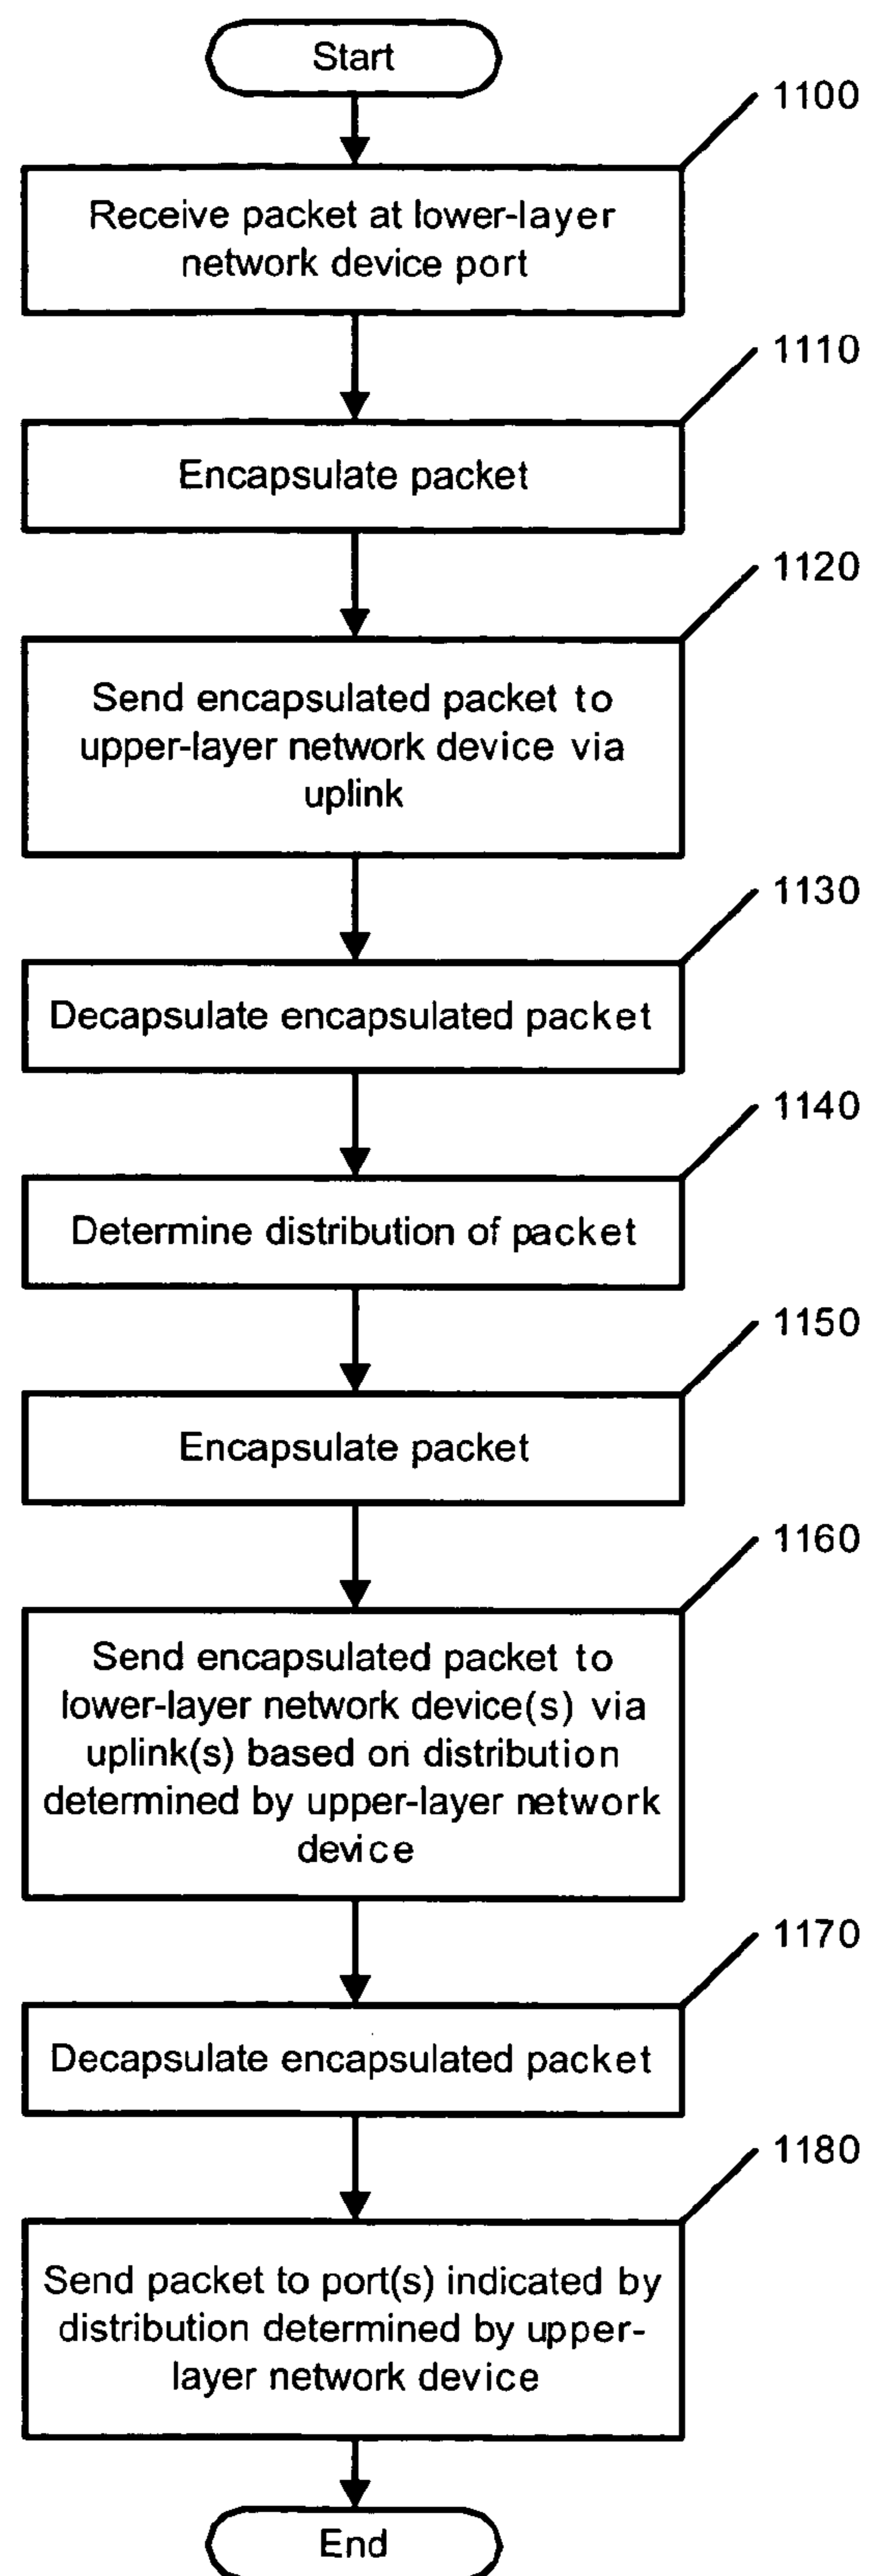 Start
1100
Receive packet at lower-layer
network device port
1110
Encapsulate packet
1120
Send encapsulated packet to
upper-layer network device via
uplink
1130
Decapsulate encapsulated packet
1140
Determine distribution of packet
1150
Encapsulate packet
1160
Send encapsulated packet to
lower-layer network device(s) via
uplink(s) based on distribution
determined by upper-layer network
device
1170
Decapsulate encapsulated packet
1180
Send packet to port(s) indicated by
distribution determined by upper-
layer network device
End